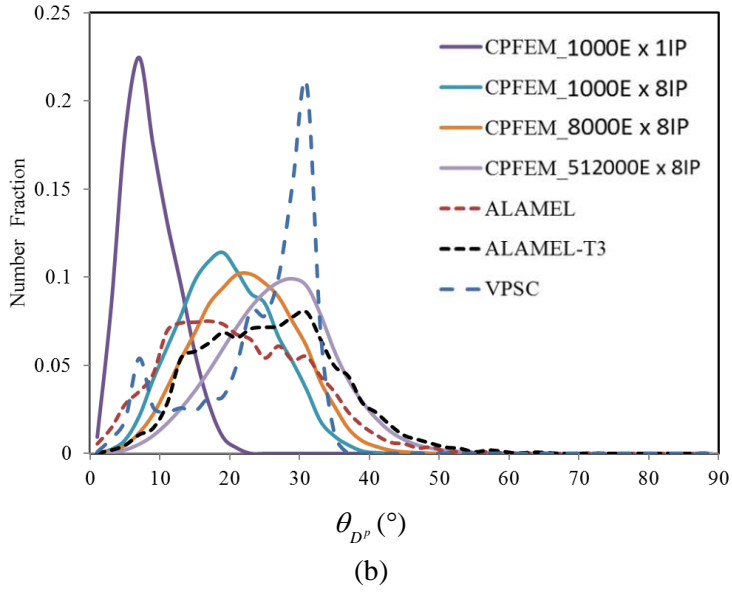 0.25
0.2
0.15
0.1
0.05
0
Number Fraction
CPFEM_1000E x 1IP
CPFEM_1000E x 8IP
CPFEM_8000E x 8IP
CPFEM_512000E x 8IP
ALAMEL
ALAMEL-T3
VPSC
0 10 20 30 40 50 60 70 80 90
θ_{D^p} (°)
(b)